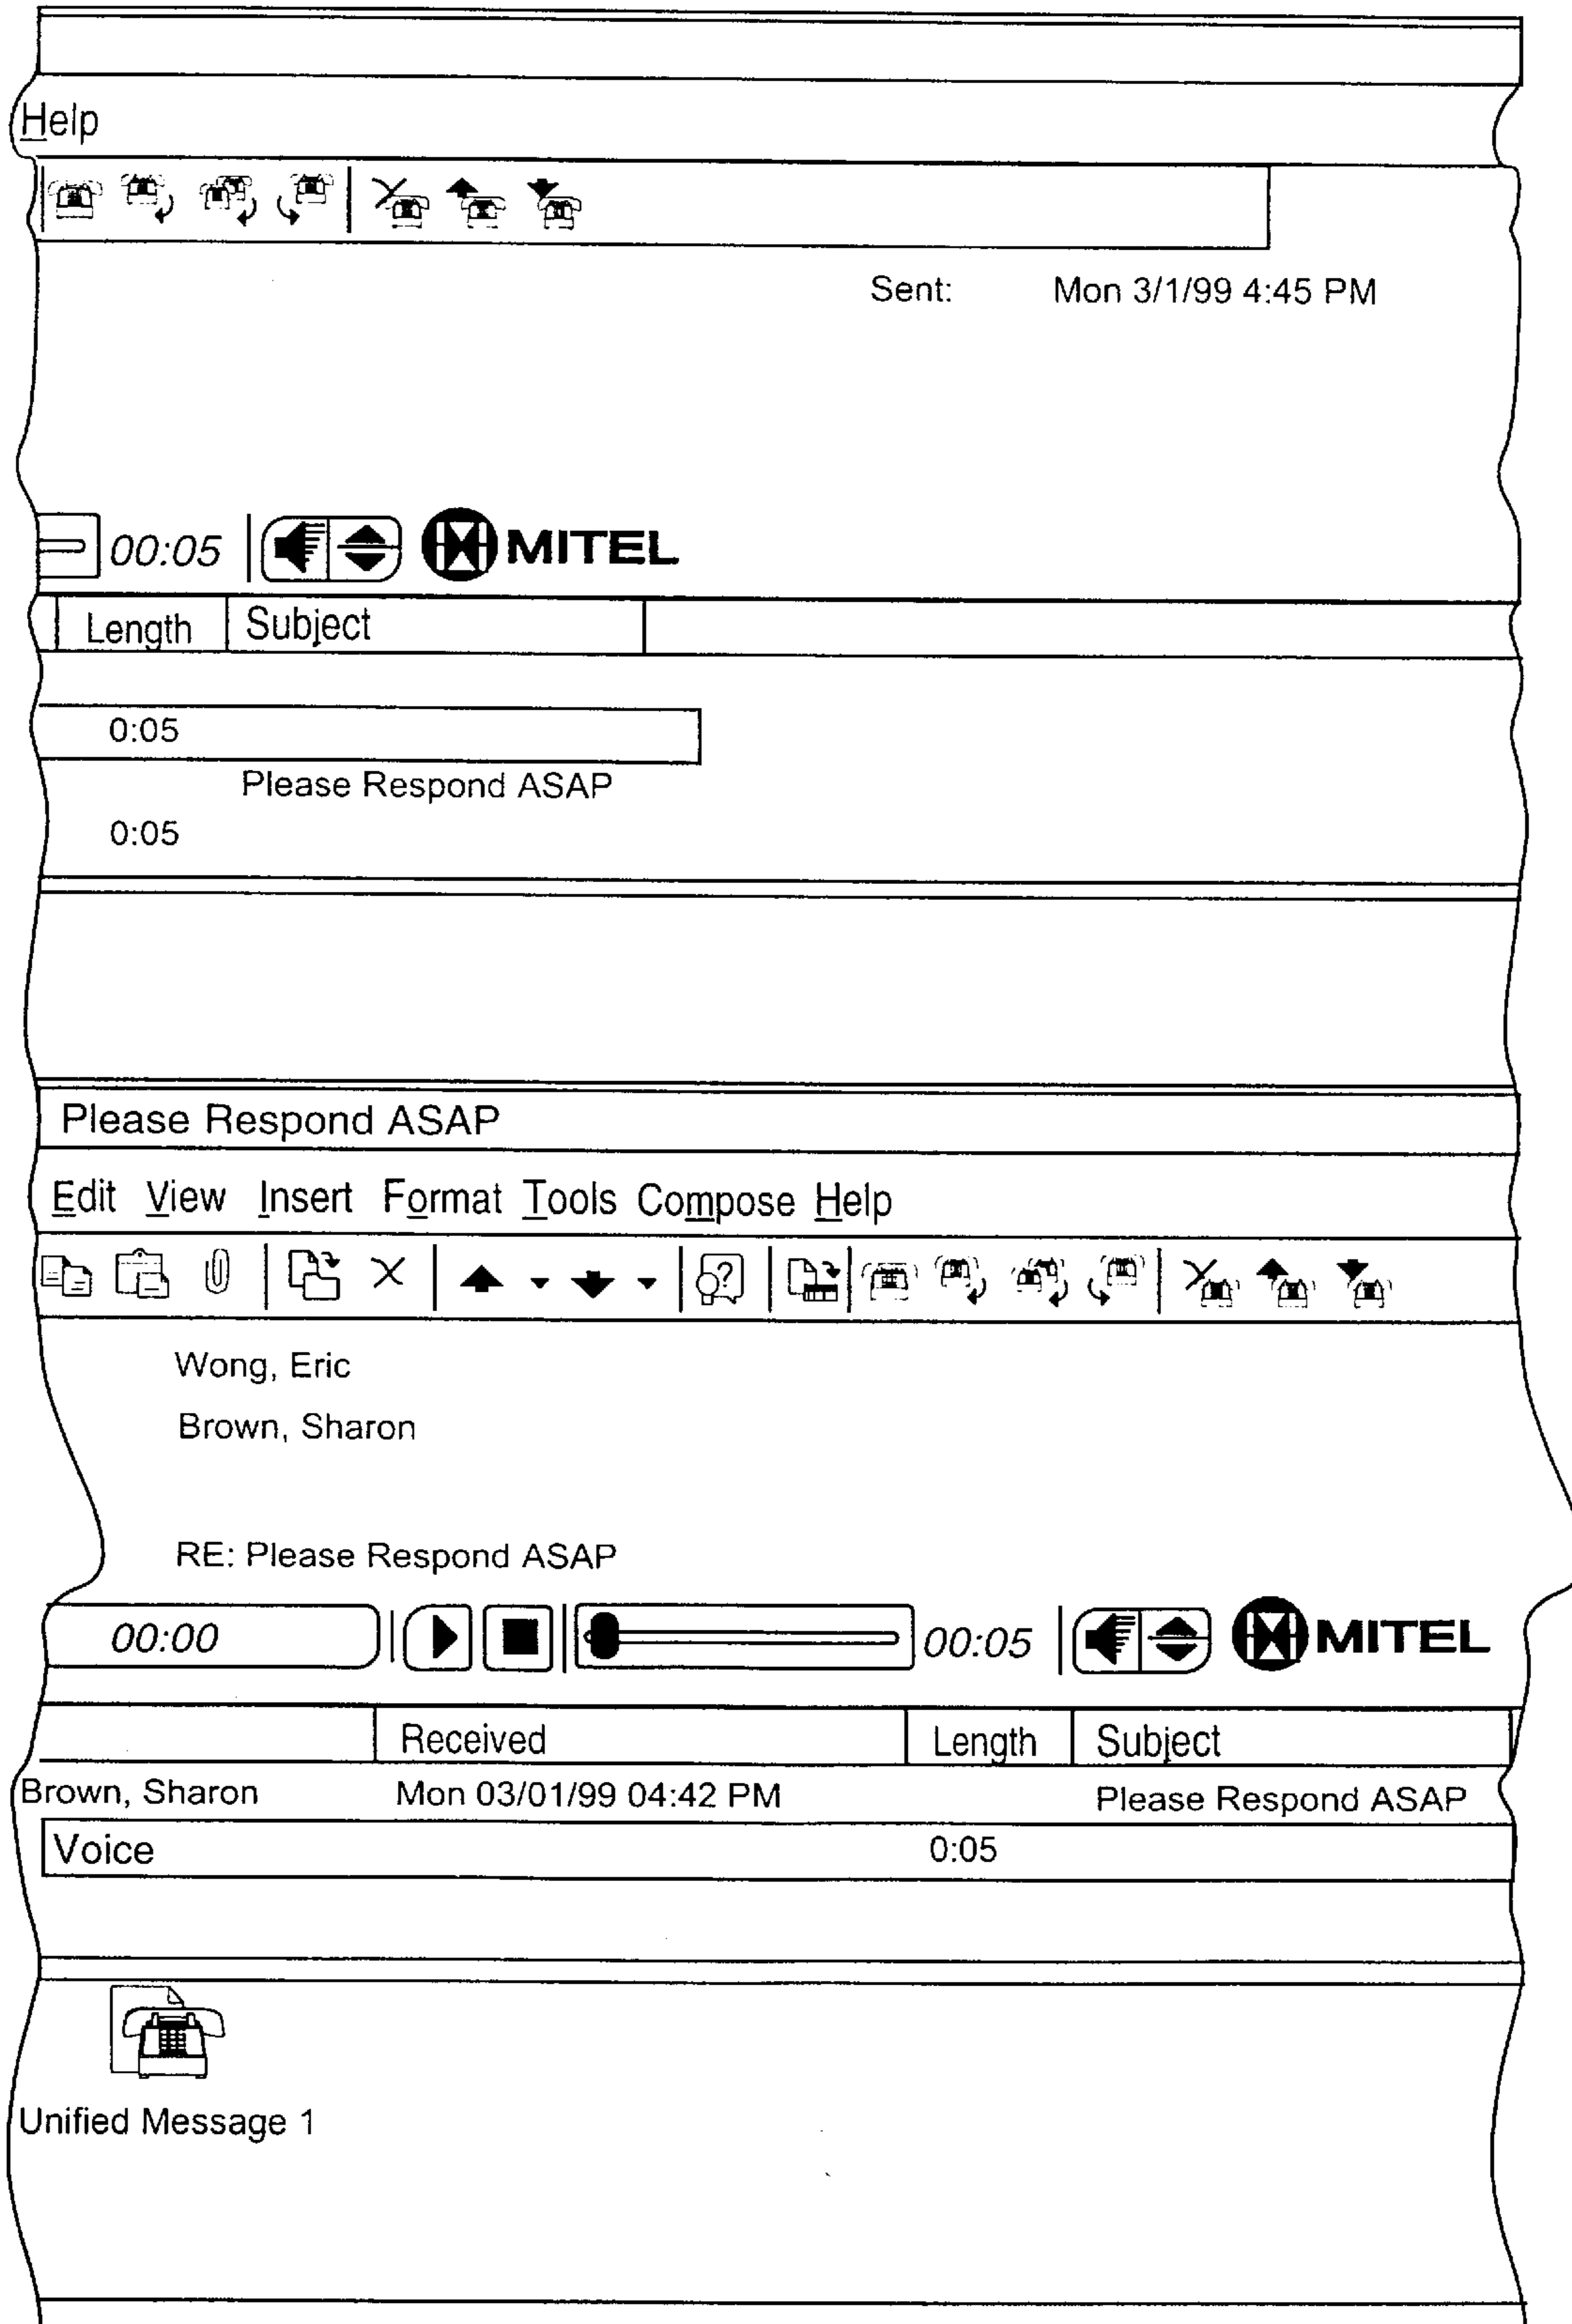 Help
Sent: Mon 3/1/99 4:45 PM
00:05 MITEL
Length Subject
0:05
Please Respond ASAP
0:05
Please Respond ASAP
Edit View Insert Format Tools Compose Help
Wong, Eric
Brown, Sharon
RE: Please Respond ASAP
00:00 00:05 MITEL
Received Length Subject
Brown, Sharon Mon 03/01/99 04:42 PM Please Respond ASAP
Voice 0:05
Unified Message 1